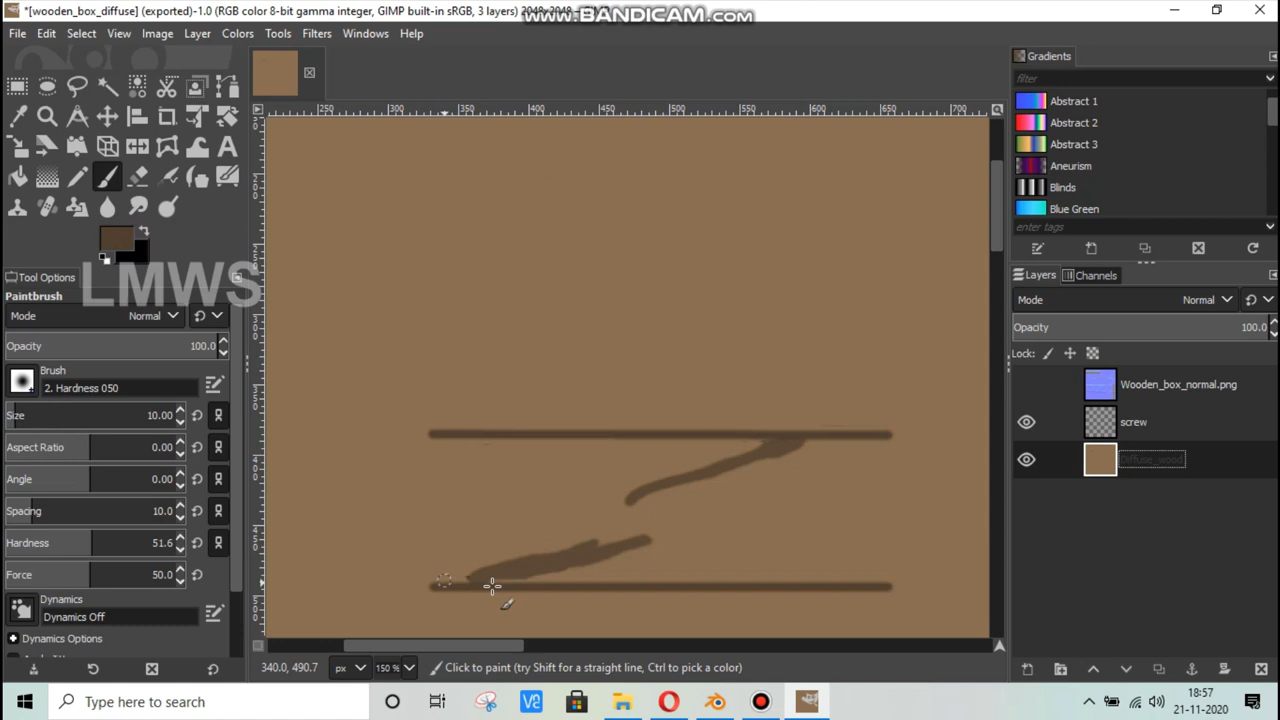 *[wooden_box_diffuse] (exported)-1.0 (RGB color 8-bit gamma integer, GIMP built-in sRGB, 3 layers) 2048x2048 – GIMP
www.BANDICAM.com
File Edit Select View Image Layer Colors Tools Filters Windows Help
Gradients
filter
250 300 350 400 450 500 550 600 650 700
Abstract 1
Abstract 2
Abstract 3
Aneurism
Blinds
Blue Green
enter tags
LMWS
Tool Options
Layers Channels
Paintbrush
Mode Normal
Mode Normal
Opacity 100.0
Opacity 100.0
Lock:
Brush
2. Hardness 050
Wooden_box_normal.png
Size 10.00
screw
Aspect Ratio 0.00
Diffuse_wood
Angle 0.00
Spacing 10.0
Hardness 51.6
Force 50.0
Dynamics
Dynamics Off
Dynamics Options
340.0, 490.7 px 150 % Click to paint (try Shift for a straight line, Ctrl to pick a color)
Type here to search
18:57
21-11-2020